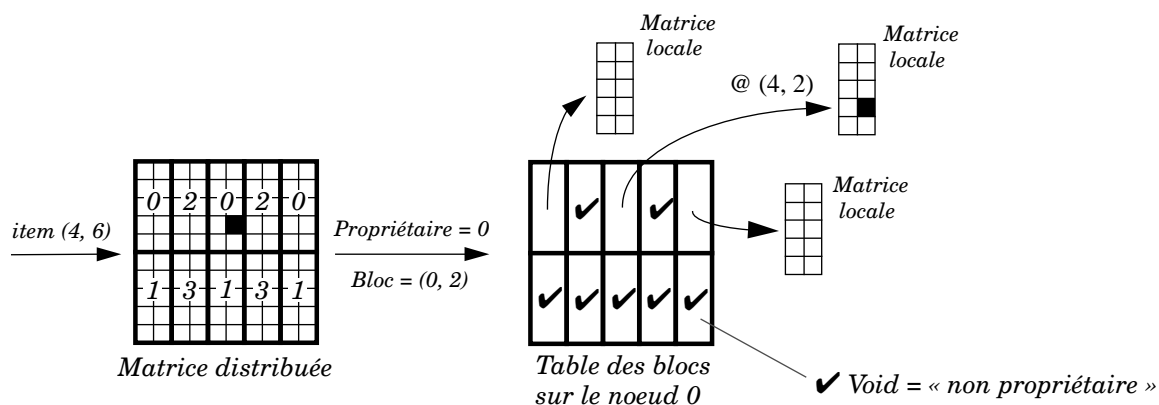 Matrice
locale
Matrice
locale
@ (4, 2)
Matrice
locale
0 2 0 2 0
1 3 1 3 1
item (4, 6)
Propriétaire = 0
Bloc = (0, 2)
Matrice distribuée
Table des blocs
sur le noeud 0
✔ Void = « non propriétaire »